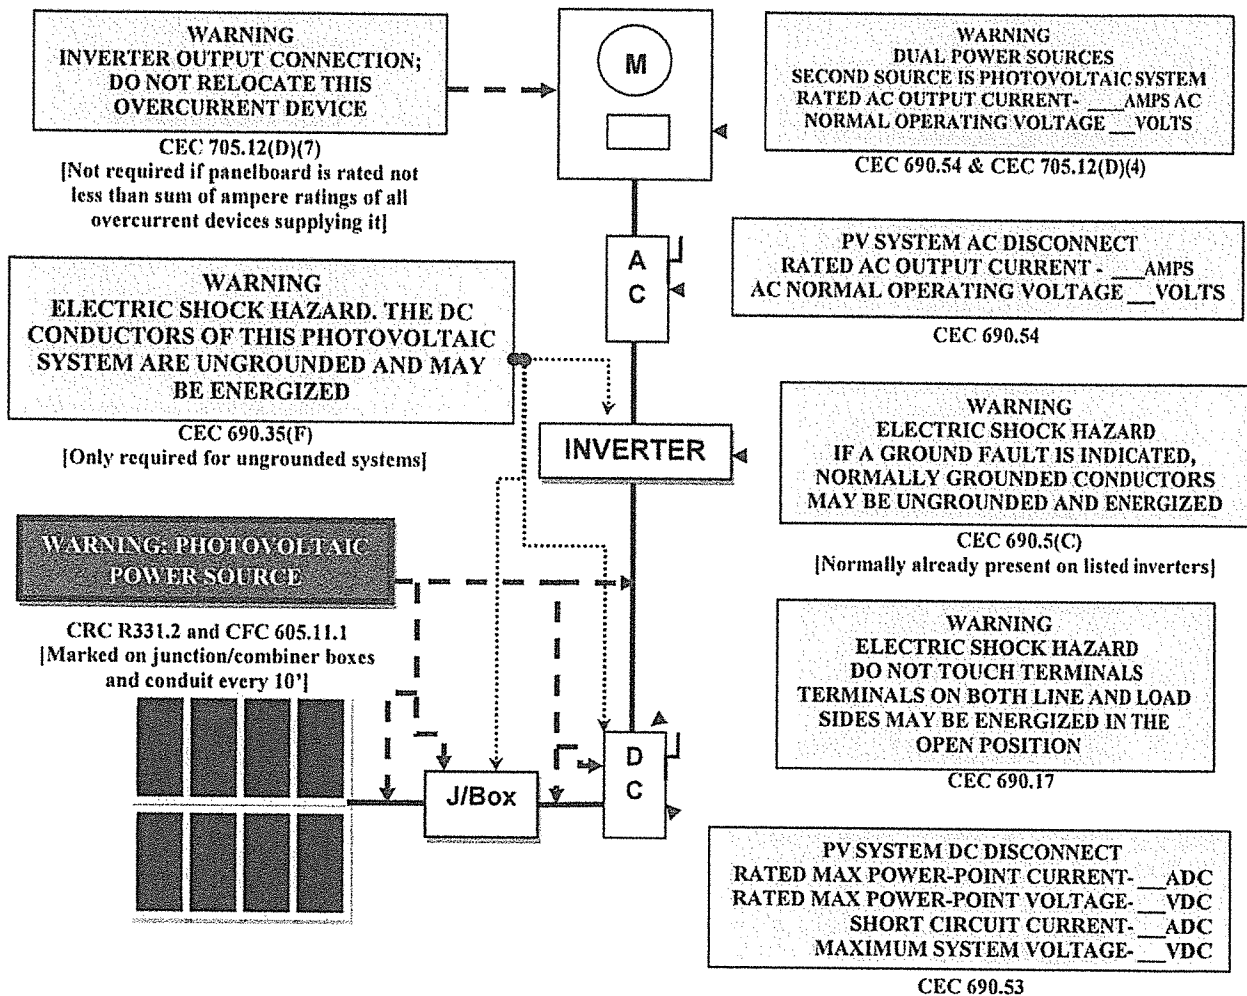 WARNING
INVERTER OUTPUT CONNECTION;
DO NOT RELOCATE THIS
OVERCURRENT DEVICE
CEC 705.12(D)(7)
[Not required if panelboard is rated not
less than sum of ampere ratings of all
overcurrent devices supplying it]
M
WARNING
DUAL POWER SOURCES
SECOND SOURCE IS PHOTOVOLTAIC SYSTEM
RATED AC OUTPUT CURRENT- ___AMPS AC
NORMAL OPERATING VOLTAGE __VOLTS
CEC 690.54 & CEC 705.12(D)(4)
A
C
PV SYSTEM AC DISCONNECT
RATED AC OUTPUT CURRENT - ___AMPS
AC NORMAL OPERATING VOLTAGE __VOLTS
CEC 690.54
WARNING
ELECTRIC SHOCK HAZARD. THE DC
CONDUCTORS OF THIS PHOTOVOLTAIC
SYSTEM ARE UNGROUNDED AND MAY
BE ENERGIZED
CEC 690.35(F)
[Only required for ungrounded systems]
INVERTER
WARNING
ELECTRIC SHOCK HAZARD
IF A GROUND FAULT IS INDICATED,
NORMALLY GROUNDED CONDUCTORS
MAY BE UNGROUNDED AND ENERGIZED
CEC 690.5(C)
[Normally already present on listed inverters]
WARNING: PHOTOVOLTAIC
POWER SOURCE
CRC R331.2 and CFC 605.11.1
[Marked on junction/combiner boxes
and conduit every 10']
WARNING
ELECTRIC SHOCK HAZARD
DO NOT TOUCH TERMINALS
TERMINALS ON BOTH LINE AND LOAD
SIDES MAY BE ENERGIZED IN THE
OPEN POSITION
CEC 690.17
J/Box
D
C
PV SYSTEM DC DISCONNECT
RATED MAX POWER-POINT CURRENT- __ADC
RATED MAX POWER-POINT VOLTAGE- __VDC
SHORT CIRCUIT CURRENT- __ADC
MAXIMUM SYSTEM VOLTAGE- __VDC
CEC 690.53